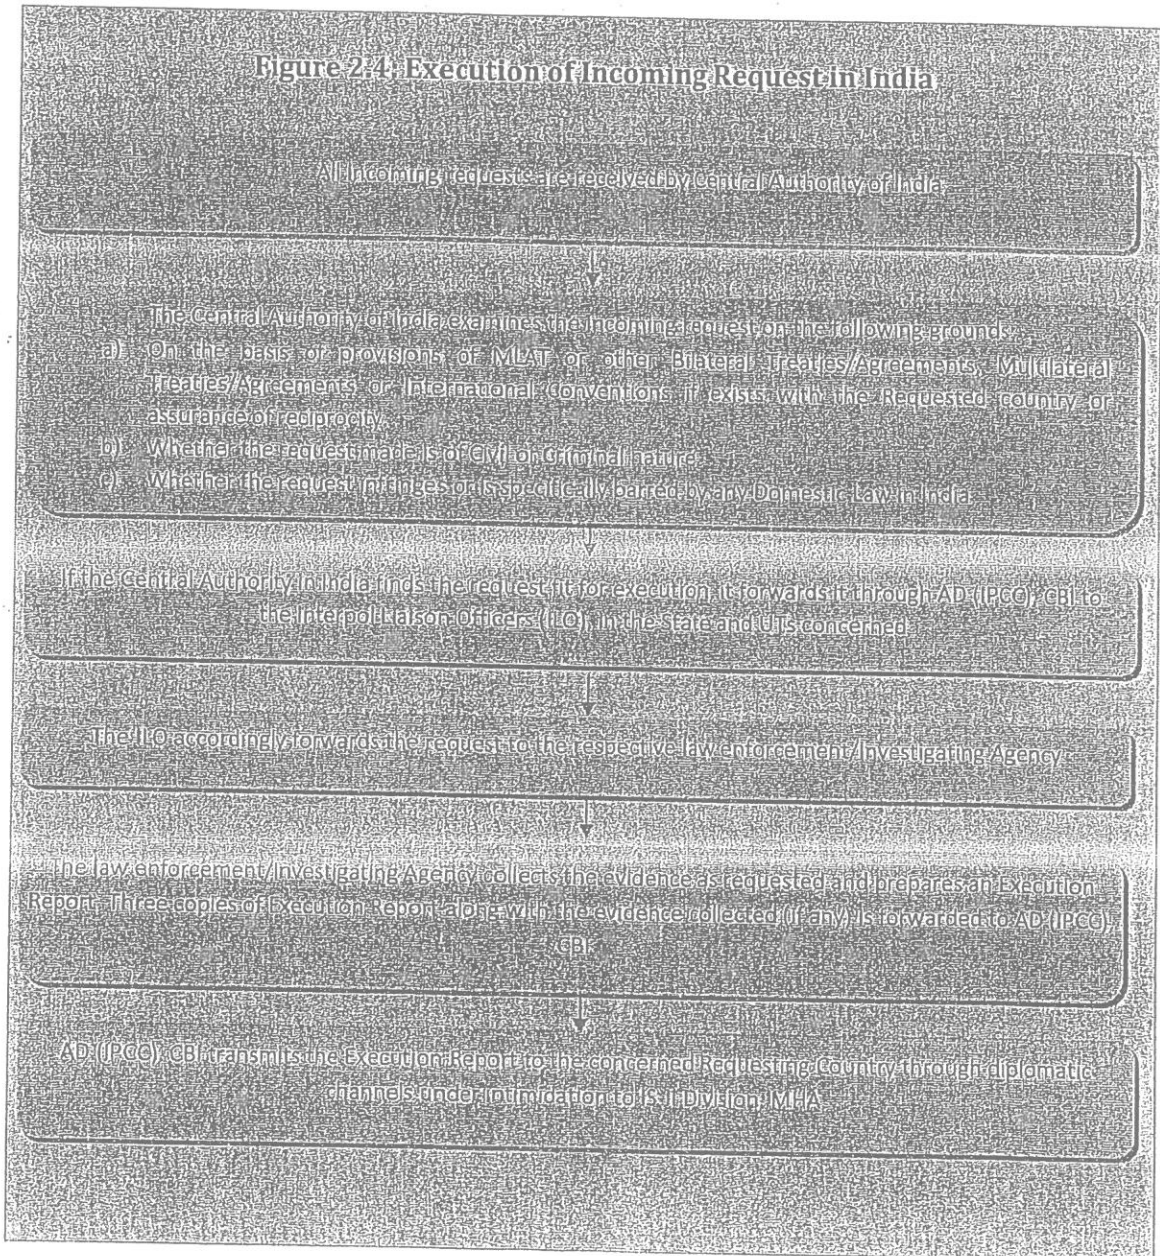 Figure 2.4: Execution of Incoming Request in India
All Incoming requests are received by Central Authority of India.
The Central Authority of India examines the incoming request on the following grounds:
a) On the basis or provisions of MLAT or other Bilateral Treaties/Agreements, Multilateral
Treaties/Agreements or International Conventions if exists with the Requested country or
assurance of reciprocity.
b) Whether the request made is of Civil or Criminal nature.
c) Whether the request infringes or is specifically barred by any Domestic Law in India.
If the Central Authority in India finds the request fit for execution, it forwards it through AD (IPCC), CBI to
the Interpol Liaison Officers (ILO), in the State and UTs concerned
The ILO accordingly forwards the request to the respective law enforcement/Investigating Agency
The law enforcement/Investigating Agency collects the evidence as requested and prepares an Execution
Report. Three copies of Execution Report along with the evidence collected (if any) is forwarded to AD (IPCC),
CBI.
AD (IPCC), CBI transmits the Execution Report to the concerned Requesting Country through diplomatic
channels under intimidation to IS-II Division, MHA